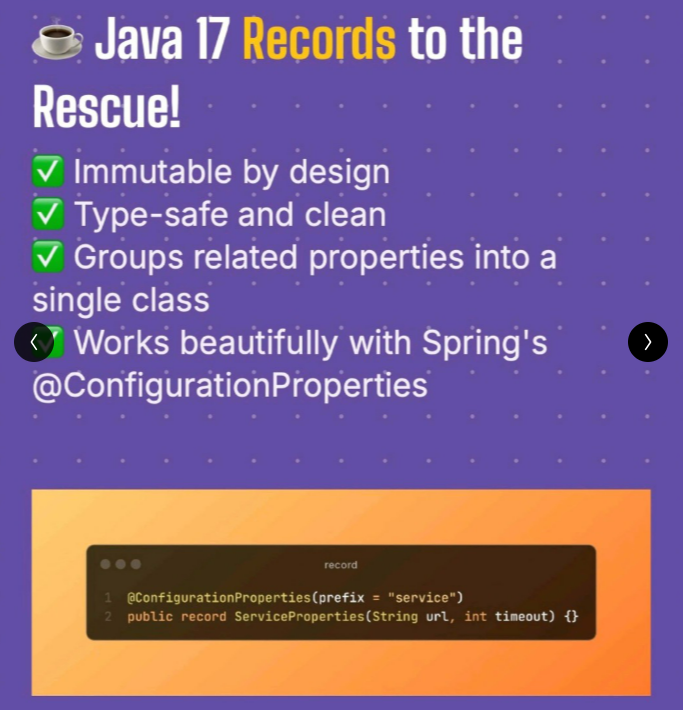 ☕ Java 17 Records to the
Rescue!
✅ Immutable by design
✅ Type-safe and clean
✅ Groups related properties into a
single class
✅ Works beautifully with Spring's
@ConfigurationProperties
record
1 @ConfigurationProperties(prefix = "service")
2 public record ServiceProperties(String url, int timeout) {}